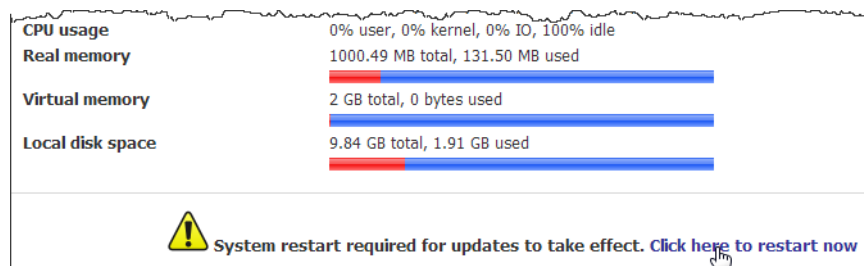 CPU usage 0% user, 0% kernel, 0% IO, 100% idle
Real memory 1000.49 MB total, 131.50 MB used
Virtual memory 2 GB total, 0 bytes used
Local disk space 9.84 GB total, 1.91 GB used
System restart required for updates to take effect. Click here to restart now